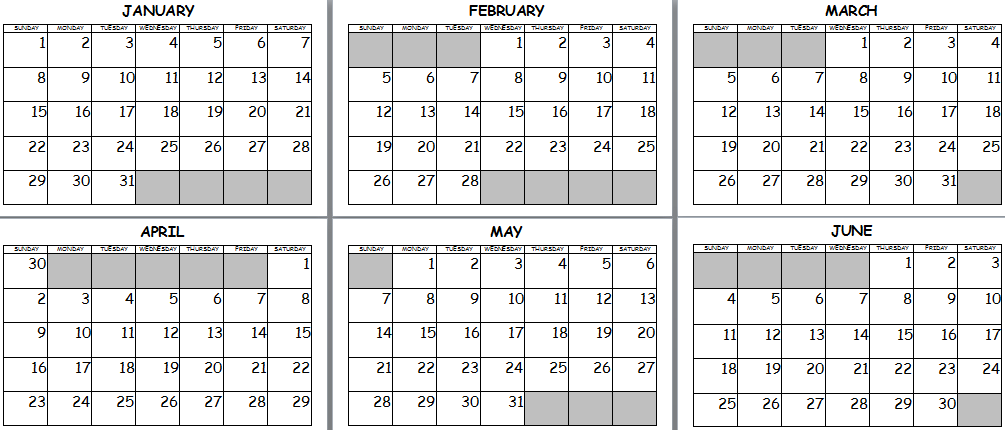 JANUARY
SUNDAY MONDAY TUESDAY WEDNESDAY THURSDAY FRIDAY SATURDAY
1 2 3 4 5 6 7
8 9 10 11 12 13 14
15 16 17 18 19 20 21
22 23 24 25 26 27 28
29 30 31
FEBRUARY
SUNDAY MONDAY TUESDAY WEDNESDAY THURSDAY FRIDAY SATURDAY
1 2 3 4
5 6 7 8 9 10 11
12 13 14 15 16 17 18
19 20 21 22 23 24 25
26 27 28
MARCH
SUNDAY MONDAY TUESDAY WEDNESDAY THURSDAY FRIDAY SATURDAY
1 2 3 4
5 6 7 8 9 10 11
12 13 14 15 16 17 18
19 20 21 22 23 24 25
26 27 28 29 30 31
APRIL
SUNDAY MONDAY TUESDAY WEDNESDAY THURSDAY FRIDAY SATURDAY
30 1
2 3 4 5 6 7 8
9 10 11 12 13 14 15
16 17 18 19 20 21 22
23 24 25 26 27 28 29
MAY
SUNDAY MONDAY TUESDAY WEDNESDAY THURSDAY FRIDAY SATURDAY
1 2 3 4 5 6
7 8 9 10 11 12 13
14 15 16 17 18 19 20
21 22 23 24 25 26 27
28 29 30 31
JUNE
SUNDAY MONDAY TUESDAY WEDNESDAY THURSDAY FRIDAY SATURDAY
1 2 3
4 5 6 7 8 9 10
11 12 13 14 15 16 17
18 19 20 21 22 23 24
25 26 27 28 29 30